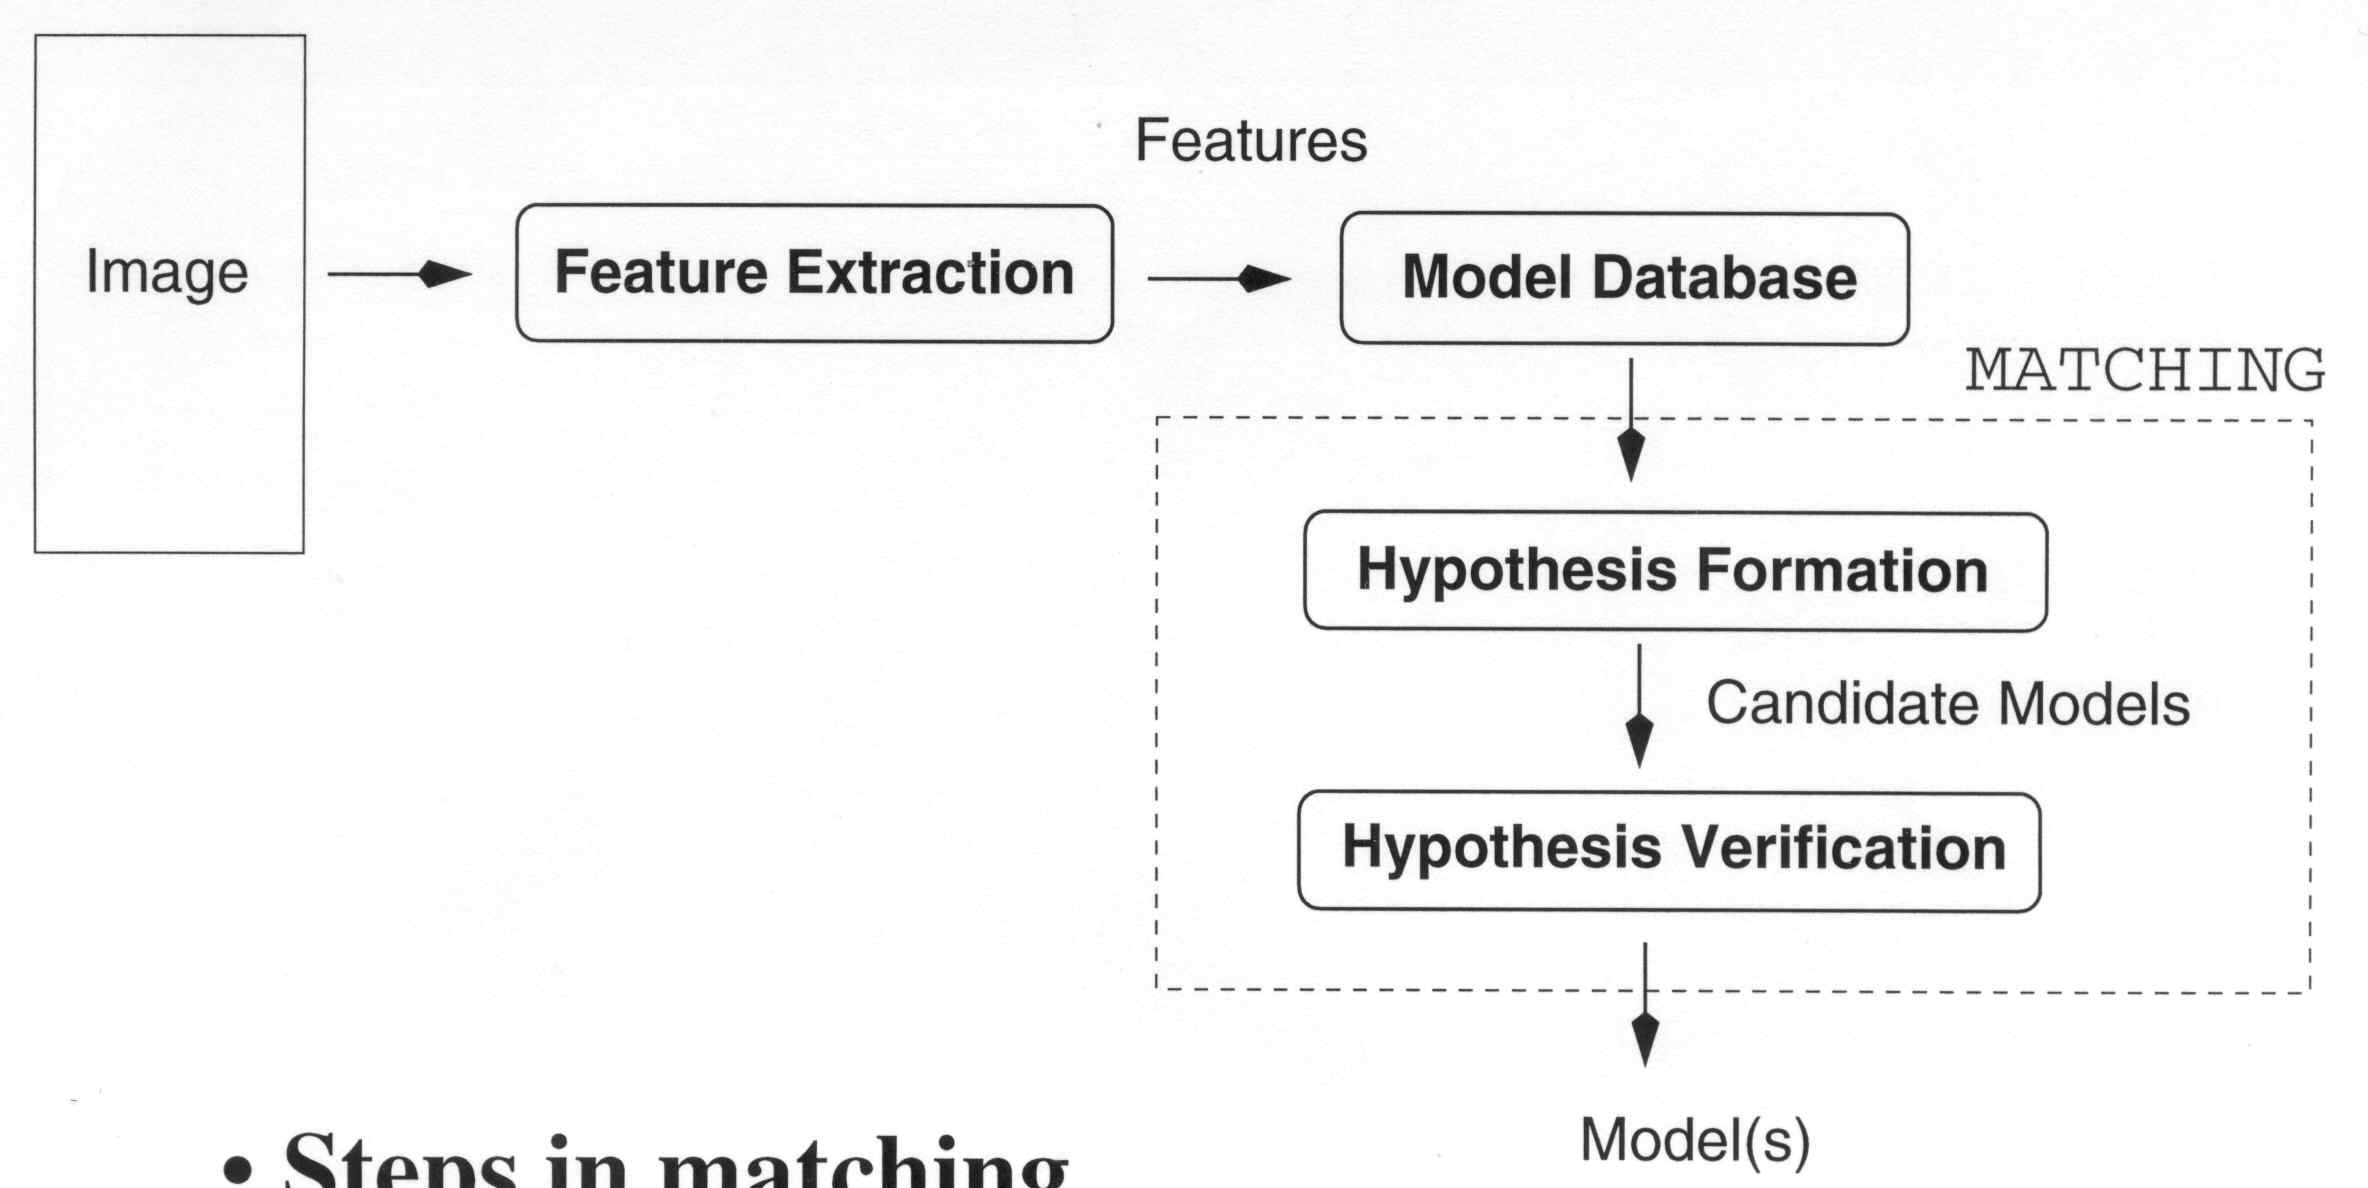 Features
Image
Feature Extraction
Model Database
MATCHING
Hypothesis Formation
Candidate Models
Hypothesis Verification
Model(s)
• Steps in matching